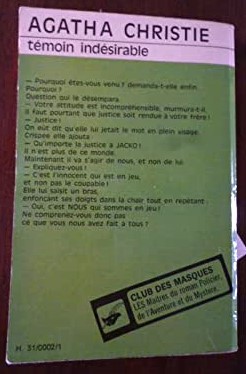 AGATHA CHRISTIE
témoin indésirable
— Pourquoi êtes-vous venu ? demanda-t-elle enfin.
Pourquoi ?
Question qui le désempara.
— Votre attitude est incompréhensible, murmura-t-il.
Il faut pourtant que justice soit rendue à votre frère !
— Justice !
On eût dit qu'elle lui jetait le mot en plein visage.
Crispée elle ajouta :
— Qu'importe la justice à JACKO !
Il n'est plus de ce monde.
Maintenant il va s'agir de nous, et non de lui.
— Expliquez-vous !
— C'est l'innocent qui est en jeu,
et non pas le coupable !
Elle lui saisit un bras,
enfonçant ses doigts dans la chair tout en répétant :
— Oui, c'est NOUS qui sommes en jeu !
Ne comprenez-vous donc pas
ce que vous nous avez fait à tous ?
CLUB DES MASQUES
LES Maîtres du roman Policier,
de l'Aventure et du Mystère.
H 31/0002/1